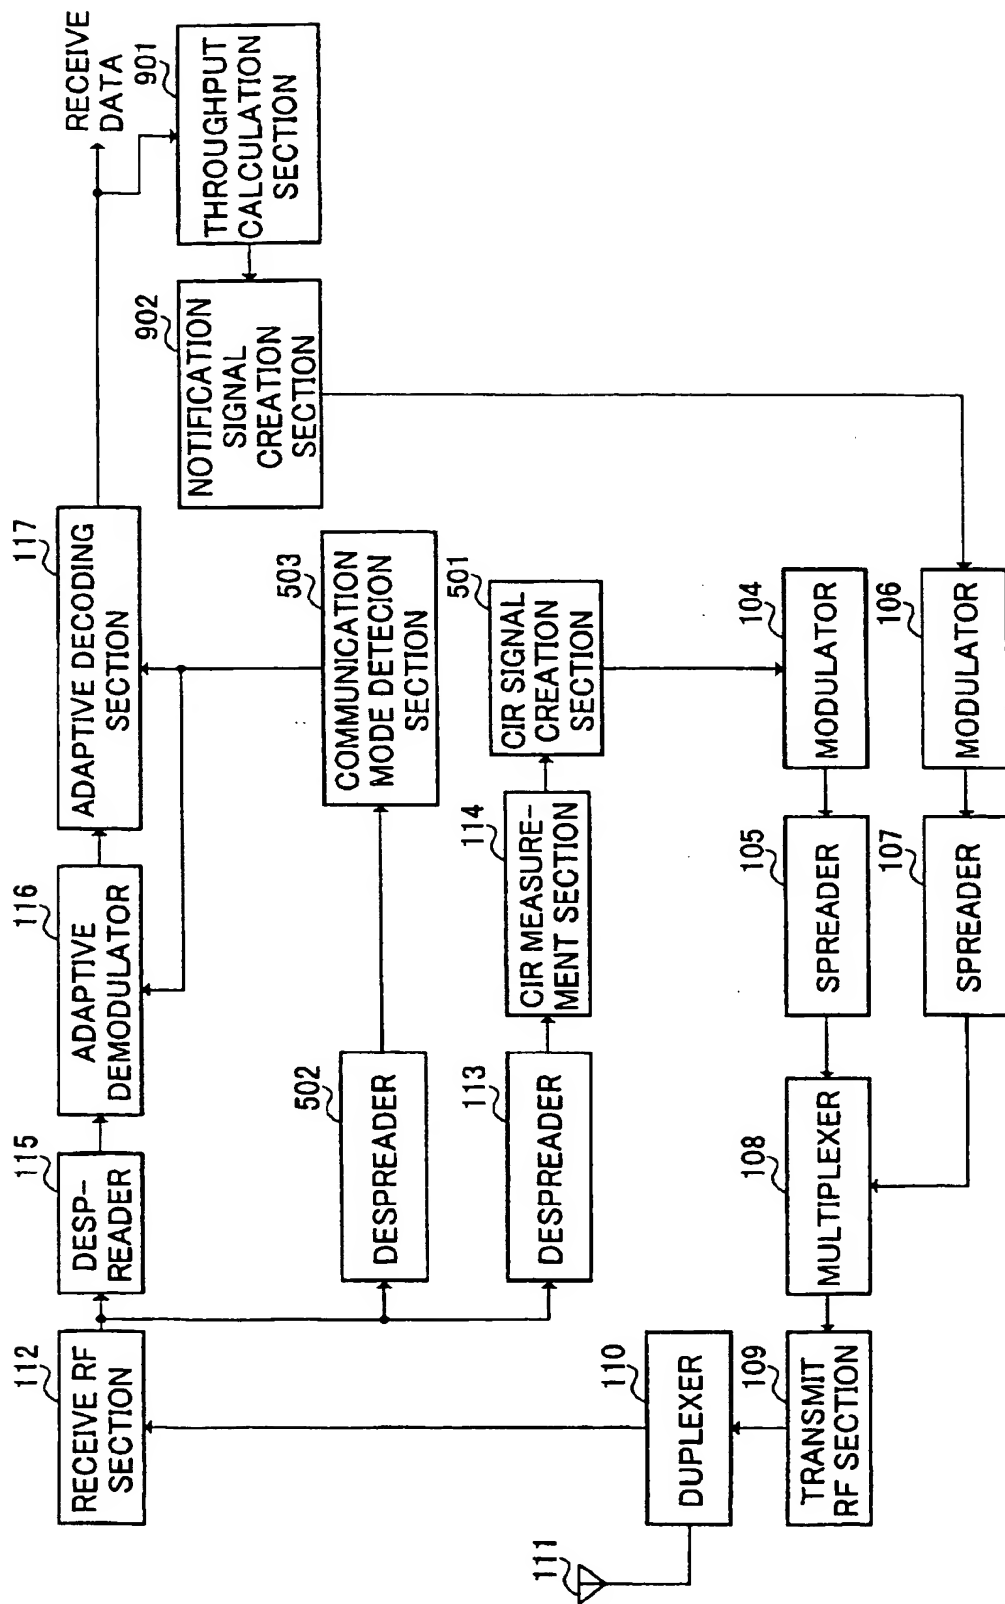 112
RECEIVE RF
SECTION
115
DESP-
READER
116
ADAPTIVE
DEMODULATOR
117
ADAPTIVE DECODING
SECTION
RECEIVE
DATA
901
THROUGHPUT
CALCULATION
SECTION
902
NOTIFICATION
SIGNAL
CREATION
SECTION
502
DESPREADER
503
COMMUNICATION
MODE DETECION
SECTION
113
DESPREADER
114
CIR MEASURE-
MENT SECTION
501
CIR SIGNAL
CREATION
SECTION
111
110
DUPLEXER
109
TRANSMIT
RF SECTION
108
MULTIPLEXER
105
SPREADER
104
MODULATOR
107
SPREADER
106
MODULATOR